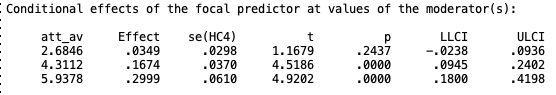 Conditional effects of the focal predictor at values of the moderator(s):
att_av Effect se(HC4) t p LLCI ULCI
2.6846 .0349 .0298 1.1679 .2437 -.0238 .0936
4.3112 .1674 .0370 4.5186 .0000 .0945 .2402
5.9378 .2999 .0610 4.9202 .0000 .1800 .4198